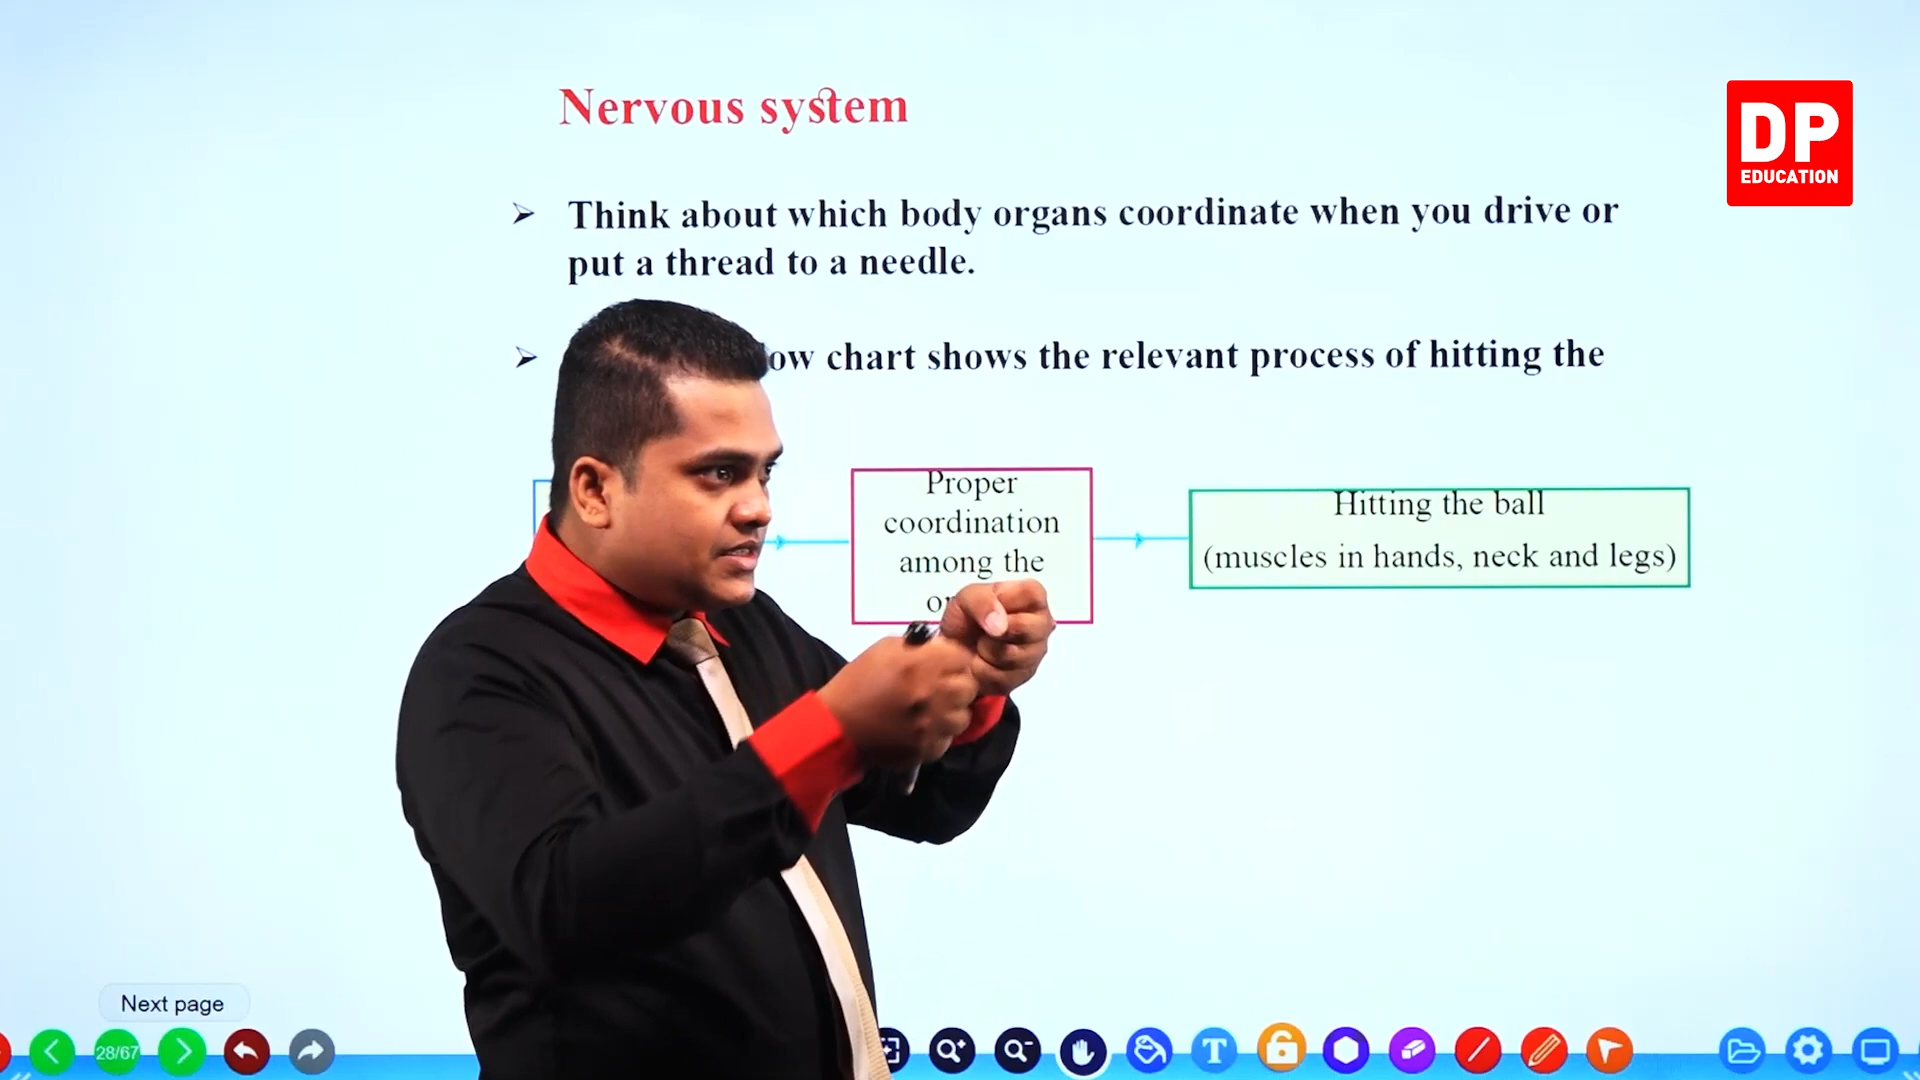 Nervous system
DP
EDUCATION
➢ Think about which body organs coordinate when you drive or
put a thread to a needle.
➢ chart shows the relevant process of hitting the
Proper
coordination
among the
Hitting the ball
(muscles in hands, neck and legs)
Next page
28/67
T